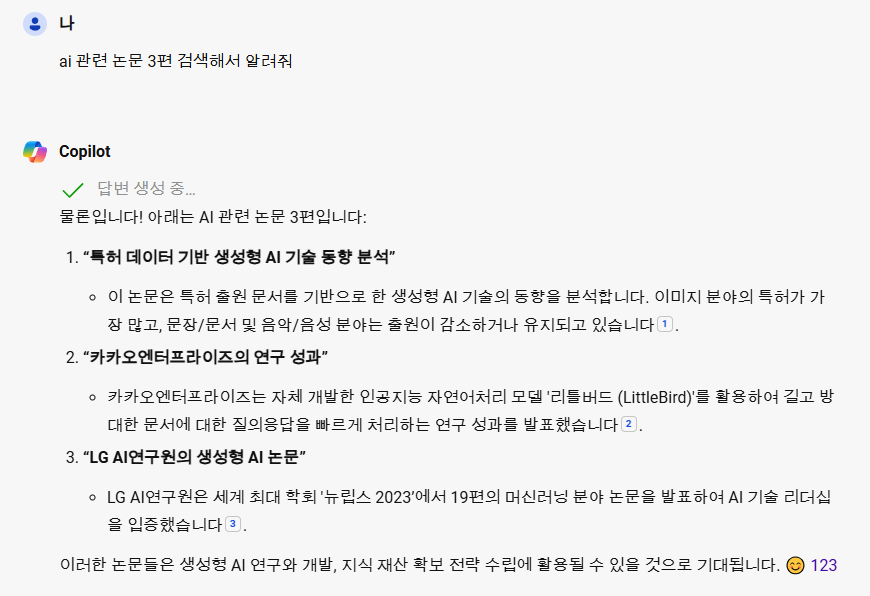 나
ai 관련 논문 3편 검색해서 알려줘
Copilot
답변 생성 중...
물론입니다! 아래는 AI 관련 논문 3편입니다:
1. “특허 데이터 기반 생성형 AI 기술 동향 분석”
이 논문은 특허 출원 문서를 기반으로 한 생성형 AI 기술의 동향을 분석합니다. 이미지 분야의 특허가 가
장 많고, 문장/문서 및 음악/음성 분야는 출원이 감소하거나 유지되고 있습니다 1 .
2. “카카오엔터프라이즈의 연구 성과”
카카오엔터프라이즈는 자체 개발한 인공지능 자연어처리 모델 '리틀버드 (LittleBird)'를 활용하여 길고 방
대한 문서에 대한 질의응답을 빠르게 처리하는 연구 성과를 발표했습니다 2 .
3. “LG AI연구원의 생성형 AI 논문”
LG AI연구원은 세계 최대 학회 '뉴립스 2023’에서 19편의 머신러닝 분야 논문을 발표하여 AI 기술 리더십
을 입증했습니다 3 .
이러한 논문들은 생성형 AI 연구와 개발, 지식 재산 확보 전략 수립에 활용될 수 있을 것으로 기대됩니다. 😊 123